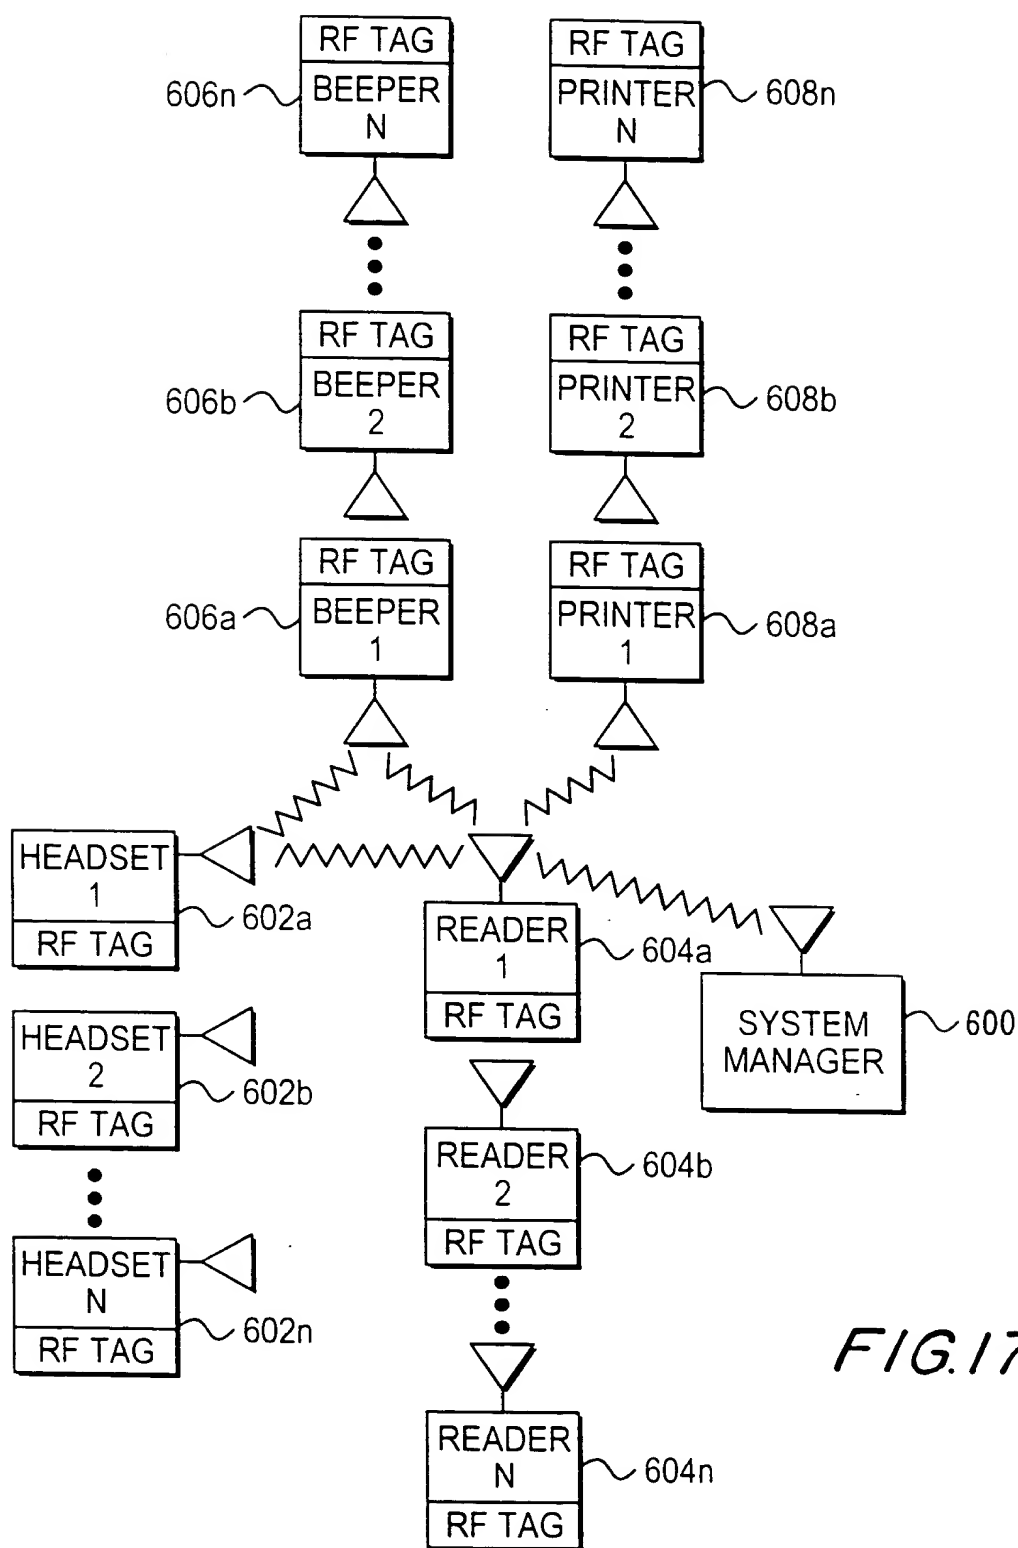 RF TAG
BEEPER
N
606n
RF TAG
PRINTER
N
608n
RF TAG
BEEPER
2
606b
RF TAG
PRINTER
2
608b
RF TAG
BEEPER
1
606a
RF TAG
PRINTER
1
608a
HEADSET
1
RF TAG
602a
READER
1
RF TAG
604a
SYSTEM
MANAGER
600
HEADSET
2
RF TAG
602b
READER
2
RF TAG
604b
HEADSET
N
RF TAG
602n
READER
N
RF TAG
604n
FIG.17